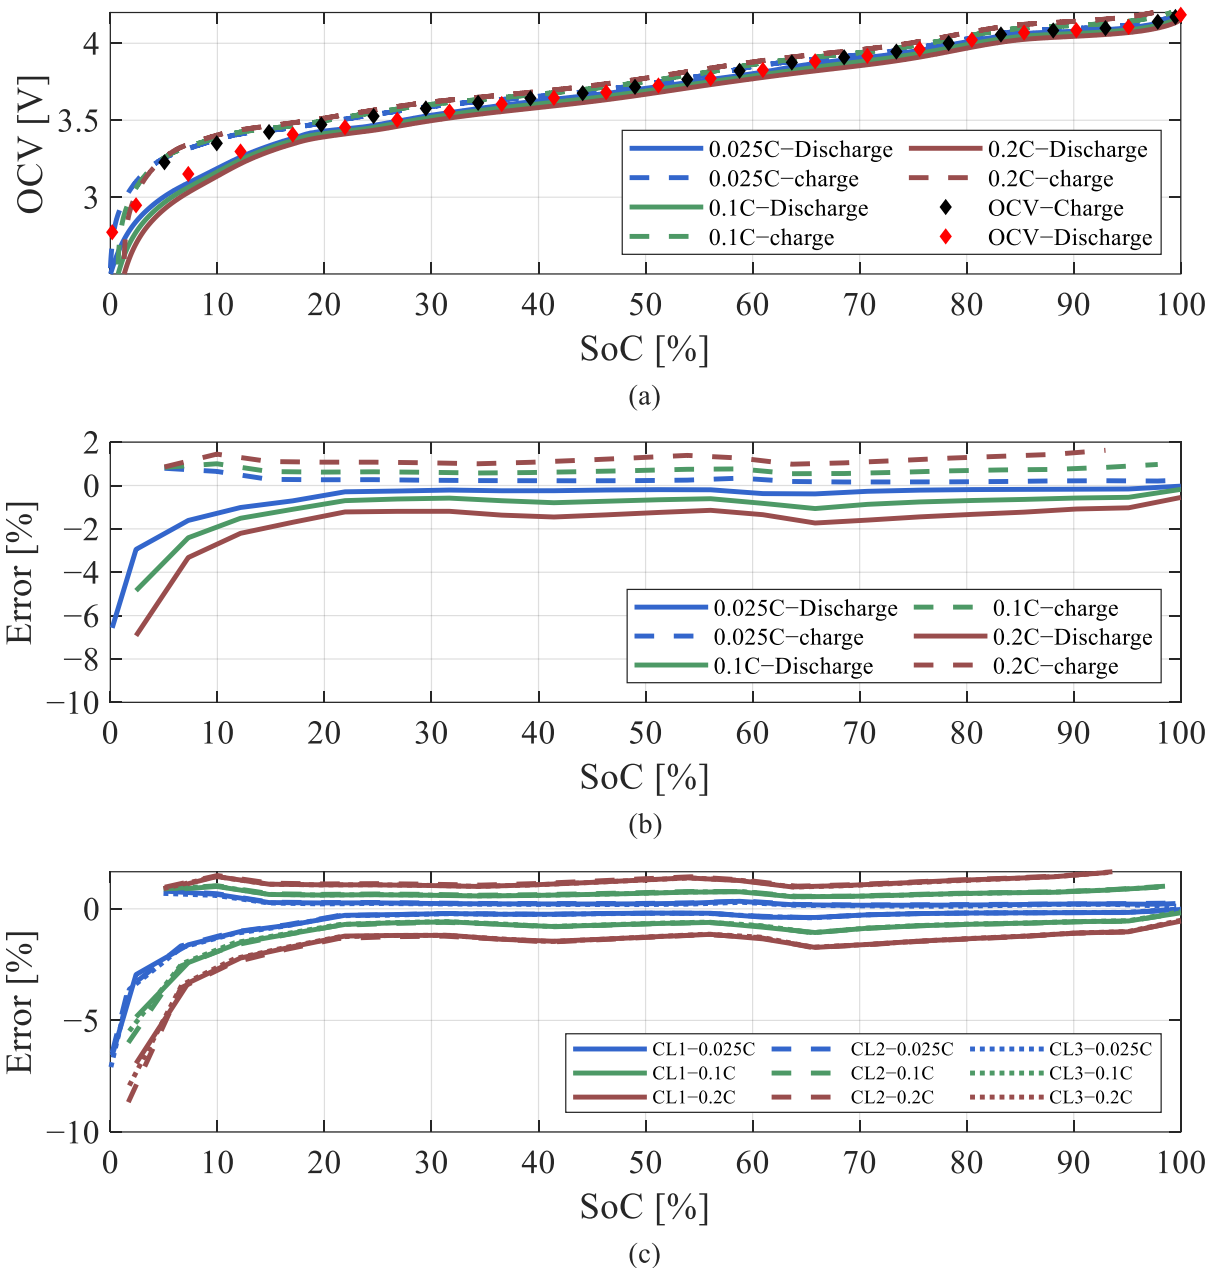 OCV [V]
4
3.5
3
0.025C−Discharge
0.2C−Discharge
0.025C−charge
0.2C−charge
0.1C−Discharge
OCV−Charge
0.1C−charge
OCV−Discharge
0 10 20 30 40 50 60 70 80 90 100
SoC [%]
(a)
Error [%]
2
0
−2
−4
−6
−8
−10
0.025C−Discharge
0.1C−charge
0.025C−charge
0.2C−Discharge
0.1C−Discharge
0.2C−charge
0 10 20 30 40 50 60 70 80 90 100
SoC [%]
(b)
Error [%]
0
−5
−10
CL1−0.025C CL2−0.025C CL3−0.025C
CL1−0.1C CL2−0.1C CL3−0.1C
CL1−0.2C CL2−0.2C CL3−0.2C
0 10 20 30 40 50 60 70 80 90 100
SoC [%]
(c)